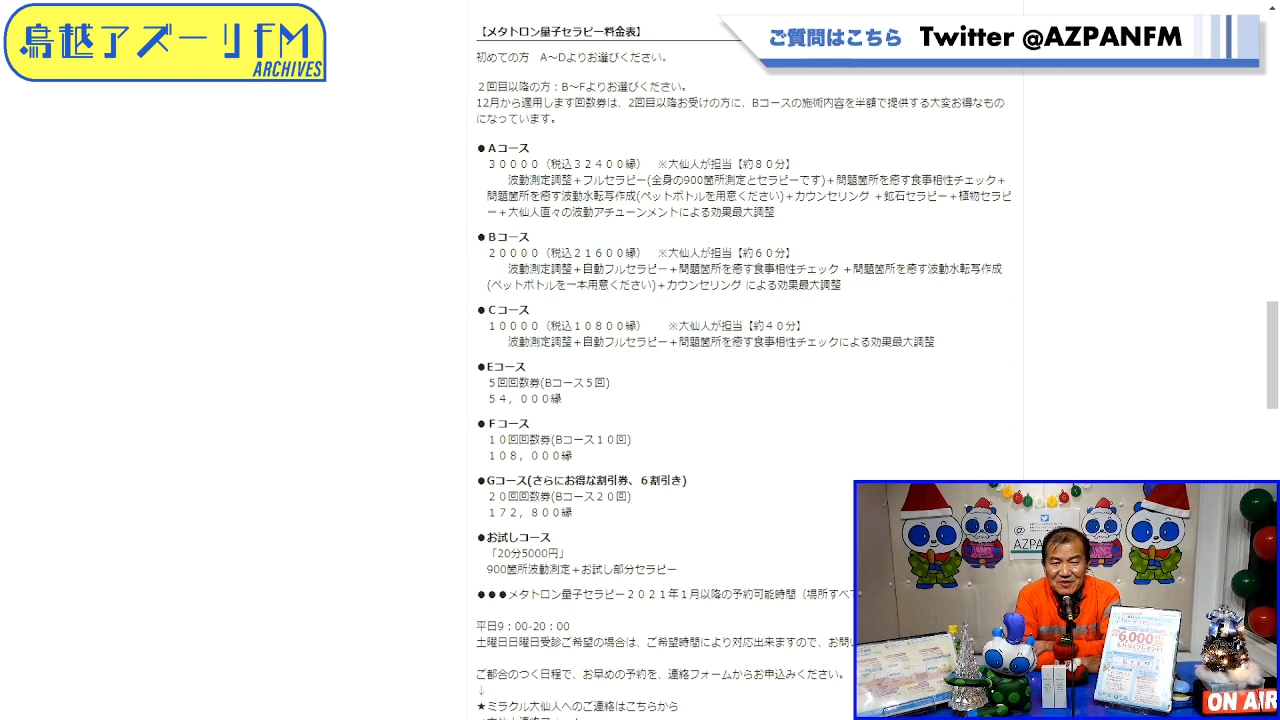 鳥越アズーリFM
ARCHIVES
ご質問はこちら Twitter @AZPANFM
【メタトロン量子セラピー料金表】
初めての方　A～Dよりお選びください。
２回目以降の方：B～Fよりお選びください。
12月から適用します回数券は、2回目以降お受けの方に、Bコースの施術内容を半額で提供する大変お得なもの
になっています。
●Ａコース
３００００（税込３２４００縁）　※大仙人が担当【約８０分】
波動測定調整＋フルセラピー(全身の900箇所測定とセラピーです)＋問題箇所を癒す食事相性チェック＋
問題箇所を癒す波動水転写作成(ペットボトルを用意ください)＋カウンセリング ＋鉱石セラピー＋植物セラピ
ー＋大仙人直々の波動アチューンメントによる効果最大調整
●Ｂコース
２００００（税込２１６００縁）　※大仙人が担当【約６０分】
波動測定調整＋自動フルセラピー＋問題箇所を癒す食事相性チェック ＋問題箇所を癒す波動水転写作成
(ペットボトルを一本用意ください)＋カウンセリング による効果最大調整
●Ｃコース
１００００（税込１０８００縁）　　※大仙人が担当【約４０分】
波動測定調整＋自動フルセラピー＋問題箇所を癒す食事相性チェックによる効果最大調整
●Eコース
５回回数券(Bコース５回)
５４，０００縁
●Ｆコース
１０回回数券(Bコース１０回)
１０８，０００縁
●Gコース(さらにお得な割引券、６割引き)
２０回回数券(Bコース２０回)
１７２，８００縁
●お試しコース
「20分5000円」
900箇所波動測定＋お試し部分セラピー
●●●メタトロン量子セラピー２０２１年１月以降の予約可能時間（場所すべて
平日9：00-20：00
土曜日日曜日受診ご希望の場合は、ご希望時間により対応出来ますので、お問い
ご都合のつく日程で、お早めの予約を、連絡フォームからお申込みください。
↓
★ミラクル大仙人へのご連絡はこちらから
@
AZPA
6,000
ON AIR